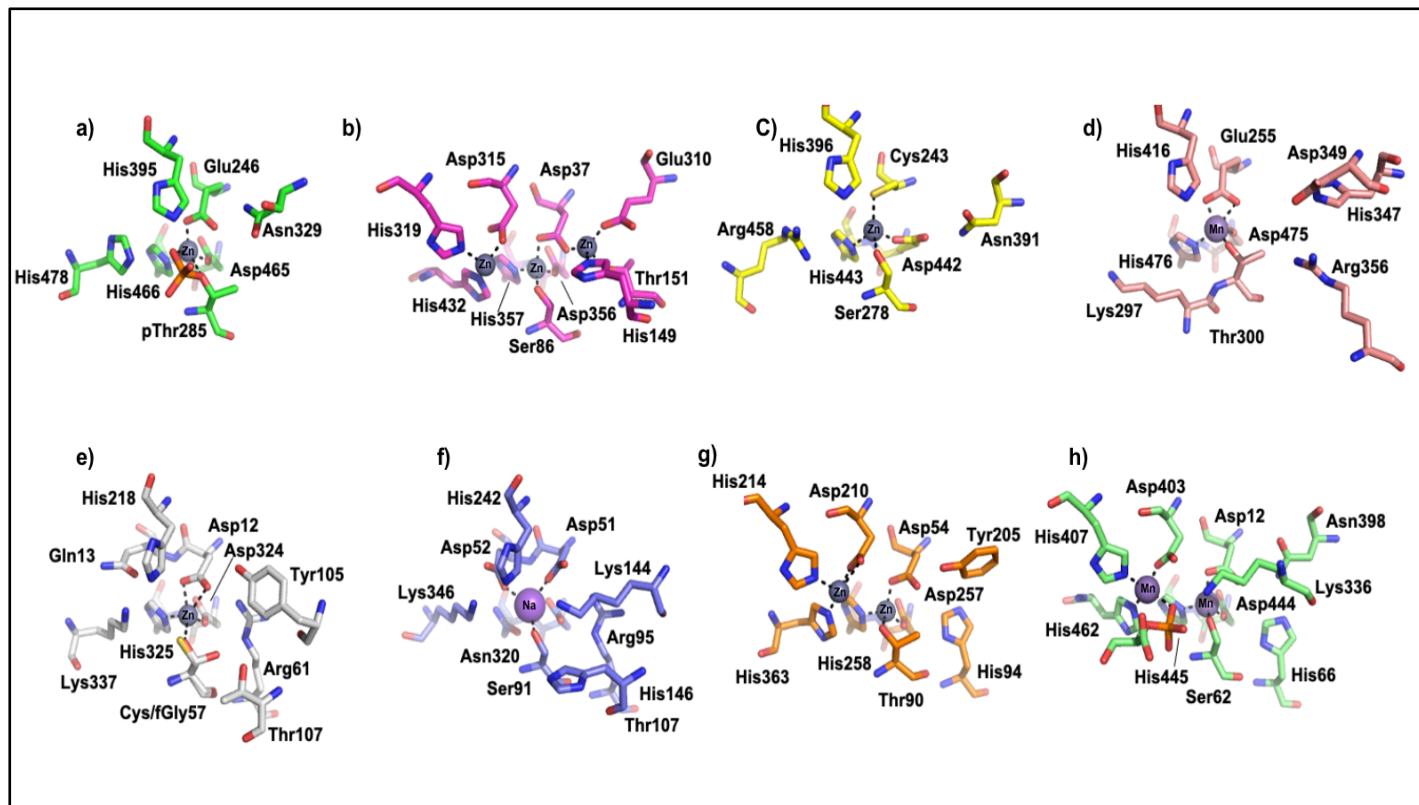 a)
His395
Glu246
Asn329
Zn
His478
His466
Asp465
pThr285
b)
Asp315
Asp37
Glu310
His319
Zn
Zn
Zn
Thr151
His432
His357
Asp356
Ser86
His149
C)
His396
Cys243
Arg458
Zn
Asn391
His443
Asp442
Ser278
d)
His416
Glu255
Asp349
Mn
His347
Asp475
His476
Arg356
Lys297
Thr300
e)
His218
Asp12
Gln13
Asp324
Tyr105
Zn
His325
Arg61
Lys337
Cys/fGly57
Thr107
f)
His242
Asp51
Asp52
Lys144
Lys346
Na
Arg95
Asn320
Ser91
His146
Thr107
g)
His214
Asp210
Asp54
Tyr205
Zn
Zn
Asp257
His363
His258
His94
Thr90
h)
Asp403
His407
Asp12
Asn398
Mn
Mn
Lys336
Asp444
His462
His445
Ser62
His66